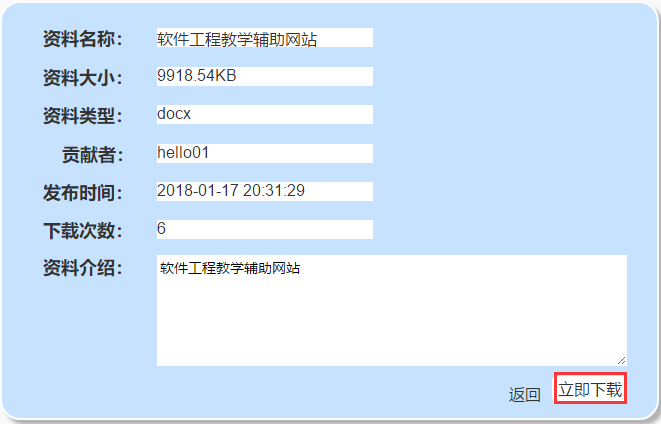 资料名称： 软件工程教学辅助网站
资料大小： 9918.54KB
资料类型： docx
贡献者： hello01
发布时间： 2018-01-17 20:31:29
下载次数： 6
资料介绍： 软件工程教学辅助网站
返回 立即下载